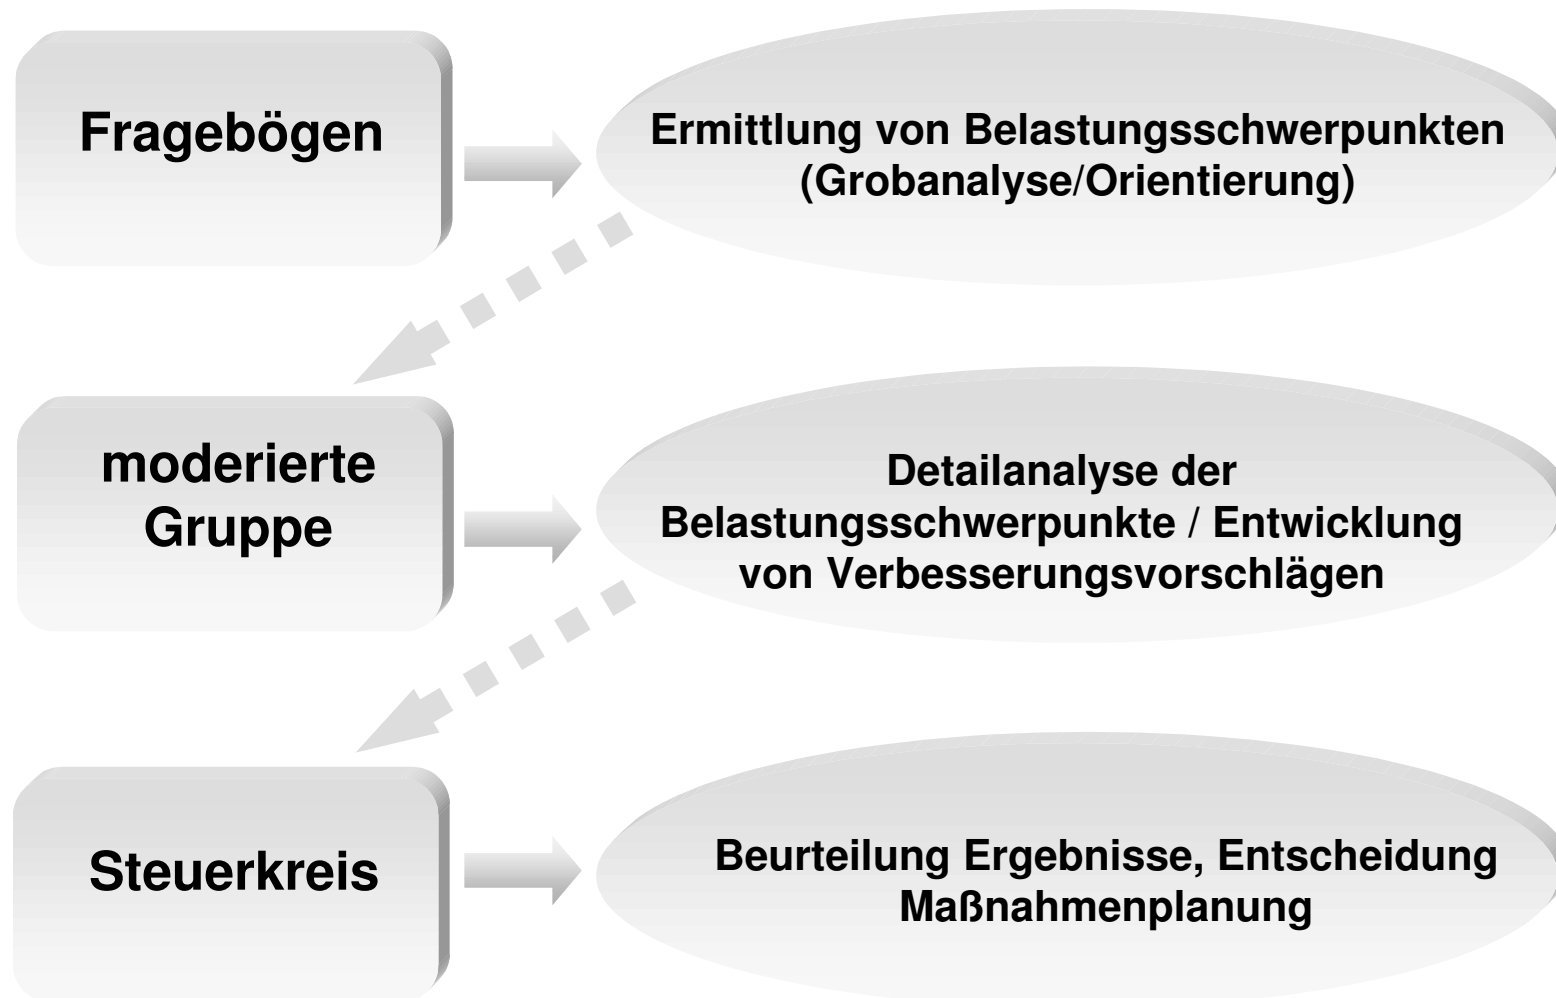 Fragebögen
Ermittlung von Belastungsschwerpunkten
(Grobanalyse/Orientierung)
moderierte
Gruppe
Detailanalyse der
Belastungsschwerpunkte / Entwicklung
von Verbesserungsvorschlägen
Steuerkreis
Beurteilung Ergebnisse, Entscheidung
Maßnahmenplanung